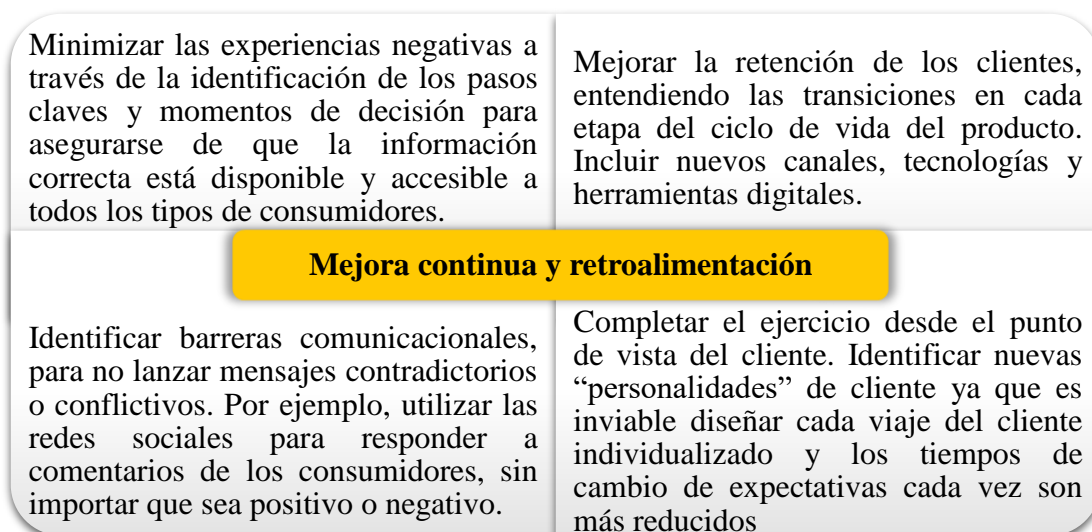 Minimizar las experiencias negativas a
través de la identificación de los pasos
claves y momentos de decisión para
asegurarse de que la información
correcta está disponible y accesible a
todos los tipos de consumidores.
Mejorar la retención de los clientes,
entendiendo las transiciones en cada
etapa del ciclo de vida del producto.
Incluir nuevos canales, tecnologías y
herramientas digitales.
Mejora continua y retroalimentación
Identificar barreras comunicacionales,
para no lanzar mensajes contradictorios
o conflictivos. Por ejemplo, utilizar las
redes sociales para responder a
comentarios de los consumidores, sin
importar que sea positivo o negativo.
Completar el ejercicio desde el punto
de vista del cliente. Identificar nuevas
“personalidades” de cliente ya que es
inviable diseñar cada viaje del cliente
individualizado y los tiempos de
cambio de expectativas cada vez son
más reducidos